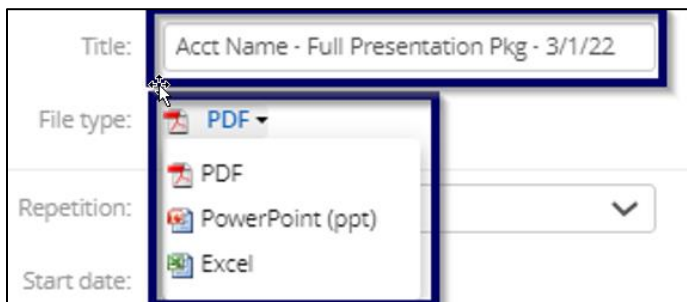 Title: Acct Name - Full Presentation Pkg - 3/1/22
File type: PDF
PDF
Repetition:
PowerPoint (ppt)
Excel
Start date: